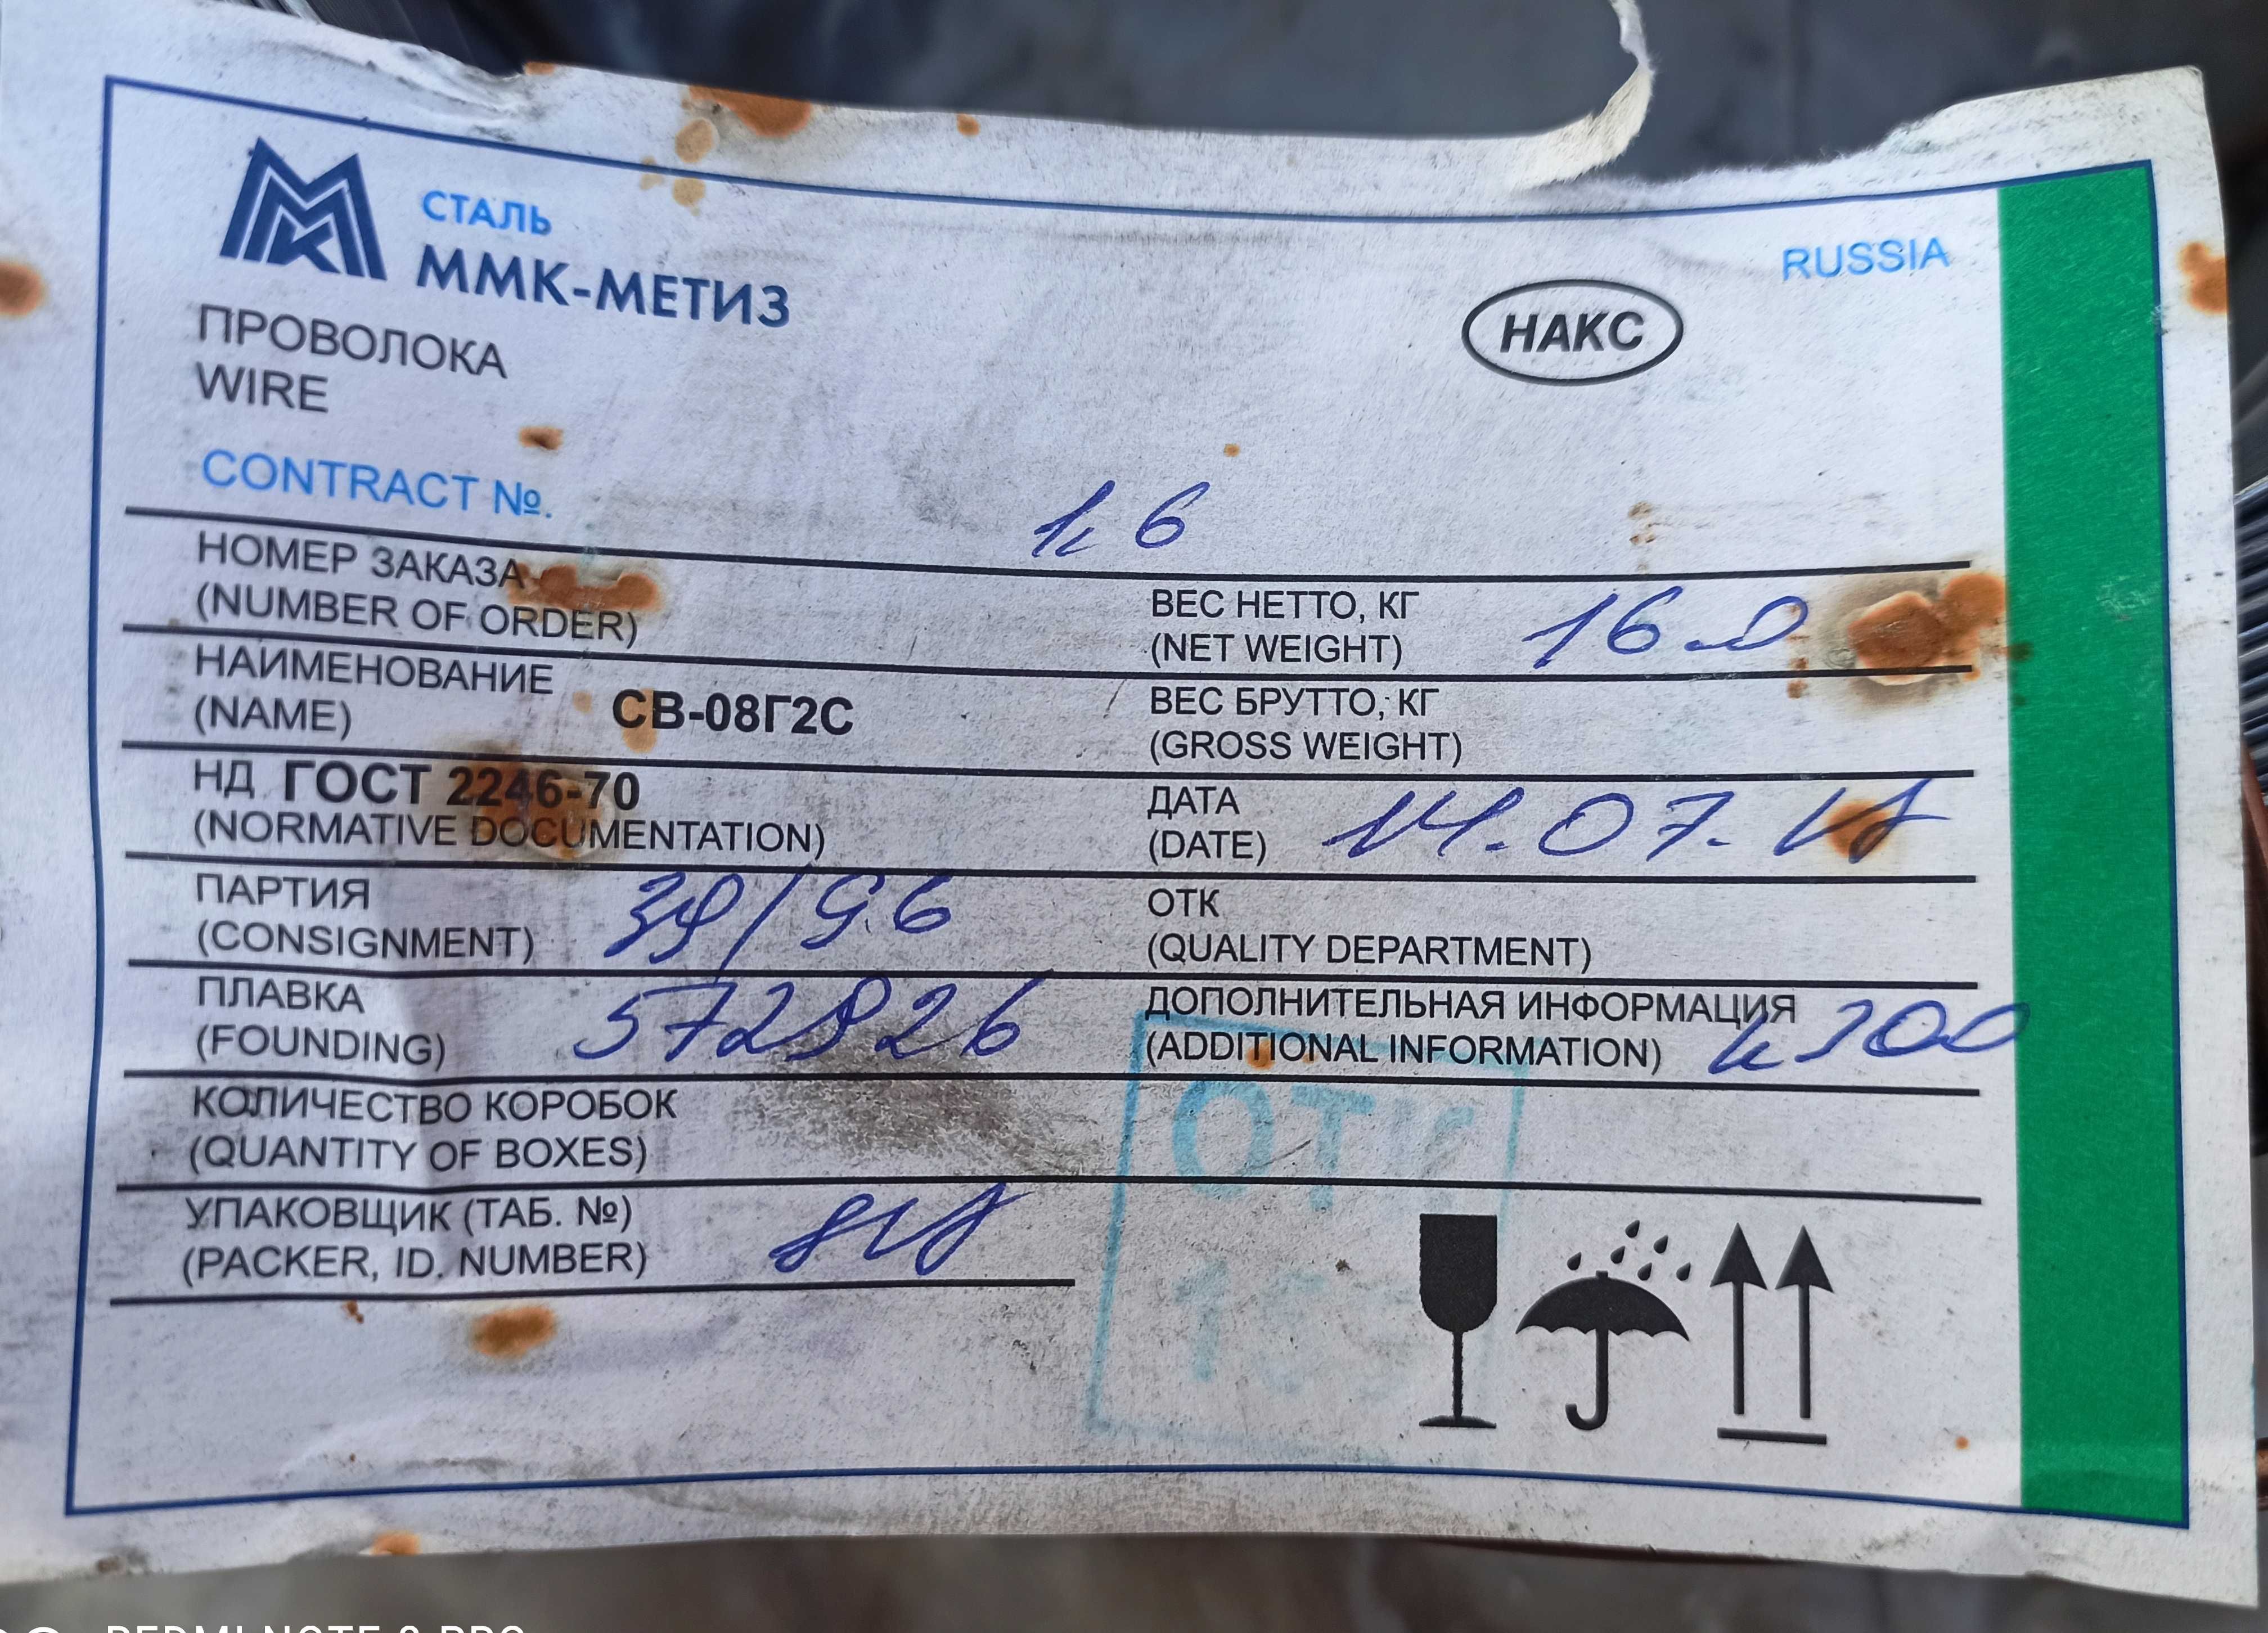 СТАЛЬ
ММК-МЕТИЗ
RUSSIA
НАКС
ПРОВОЛОКА
WIRE
CONTRACT №.
1,6
НОМЕР ЗАКАЗА
(NUMBER OF ORDER)
ВЕС НЕТТО, КГ
(NET WEIGHT)
НАИМЕНОВАНИЕ
(NAME) СВ-08Г2С
ВЕС БРУТТО, КГ
(GROSS WEIGHT)
НД ГОСТ 2246-70
(NORMATIVE DOCUMENTATION)
ДАТА
(DATE) 14.07.
ПАРТИЯ
(CONSIGNMENT)
ОТК
(QUALITY DEPARTMENT)
ПЛАВКА
(FOUNDING)
ДОПОЛНИТЕЛЬНАЯ ИНФОРМАЦИЯ
(ADDITIONAL INFORMATION)
КОЛИЧЕСТВО КОРОБОК
(QUANTITY OF BOXES)
ОТК
УПАКОВЩИК (ТАБ. №)
(PACKER, ID. NUMBER)